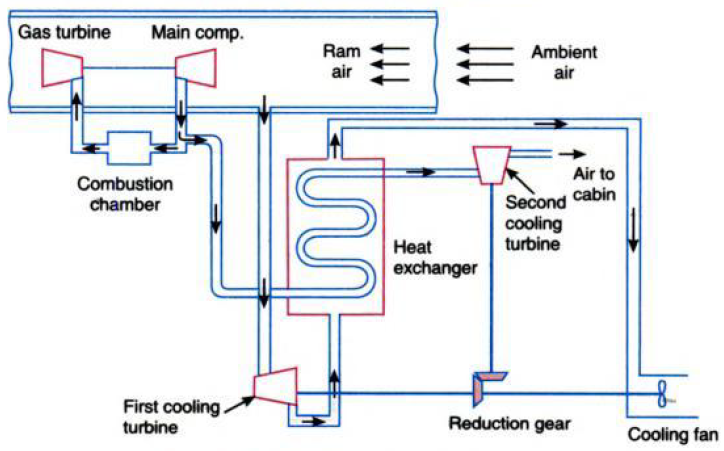 Gas turbine
Main comp.
Ram
air
Ambient
air
Combustion
chamber
Air to
cabin
Second
cooling
turbine
Heat
exchanger
First cooling
turbine
Reduction gear
Cooling fan